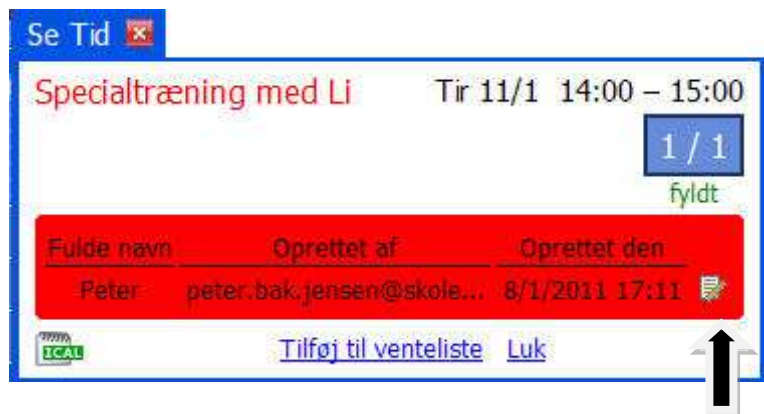 Se Tid
Specialtræning med Li Tir 11/1 14:00 – 15:00
1 / 1
fyldt
Fulde navn Oprettet af Oprettet den
Peter peter.bak.jensen@skole... 8/1/2011 17:11
ICAL Tilføj til venteliste Luk